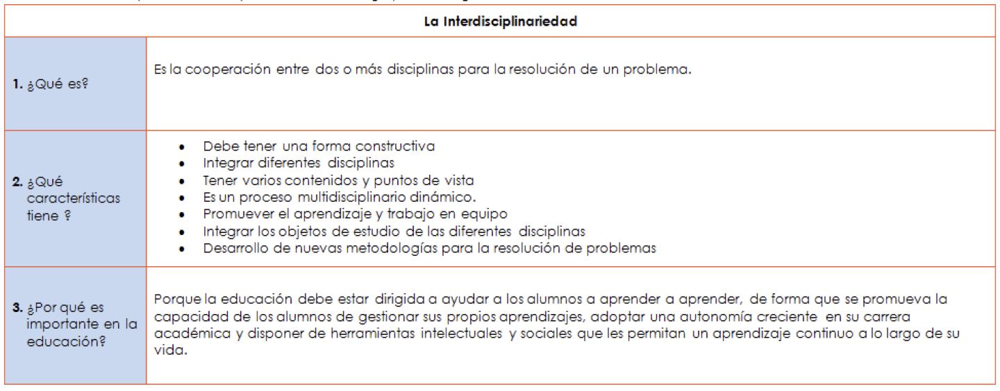 La Interdisciplinariedad
1. ¿Qué es?
Es la cooperación entre dos o más disciplinas para la resolución de un problema.
2. ¿Qué
características
tiene ?
• Debe tener una forma constructiva
• Integrar diferentes disciplinas
• Tener varios contenidos y puntos de vista
• Es un proceso multidisciplinario dinámico.
• Promuever el aprendizaje y trabajo en equipo
• Integrar los objetos de estudio de las diferentes disciplinas
• Desarrollo de nuevas metodologías para la resolución de problemas
3. ¿Por qué es
importante en la
educación?
Porque la educación debe estar dirigida a ayudar a los alumnos a aprender a aprender, de forma que se promueva la
capacidad de los alumnos de gestionar sus propios aprendizajes, adoptar una autonomía creciente en su carrera
académica y disponer de herramientas intelectuales y sociales que les permitan un aprendizaje continuo a lo largo de su
vida.